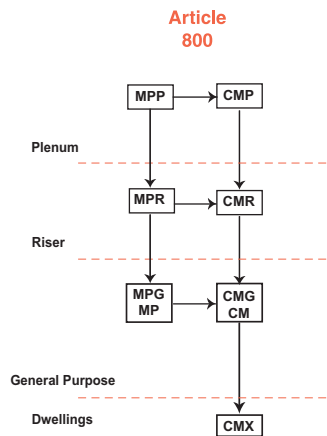 Article
800
MPP CMP
Plenum
MPR CMR
Riser
MPG CMG
MP CM
General Purpose
Dwellings CMX